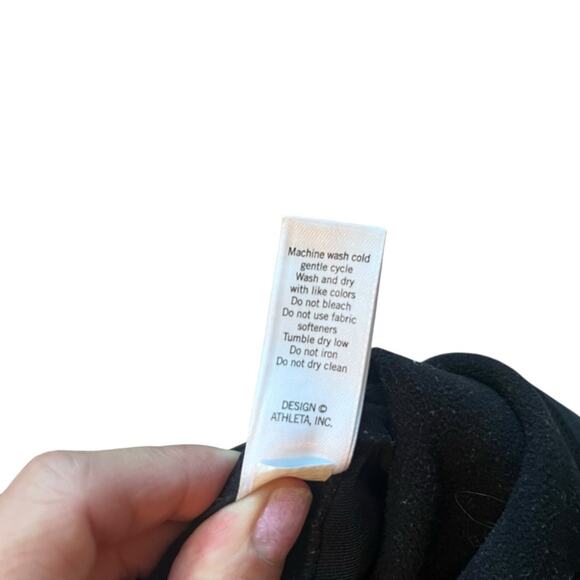 Machine wash cold
gentle cycle
Wash and dry
with like colors
Do not bleach
Do not use fabric
softeners
Tumble dry low
Do not iron
Do not dry clean
DESIGN ©
ATHLETA, INC.